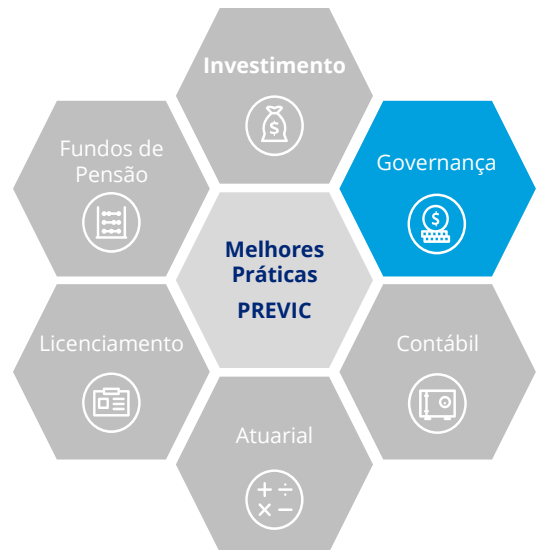 Investimento
Fundos de
Pensão
Governança
Melhores
Práticas
PREVIC
Licenciamento
Contábil
Atuarial